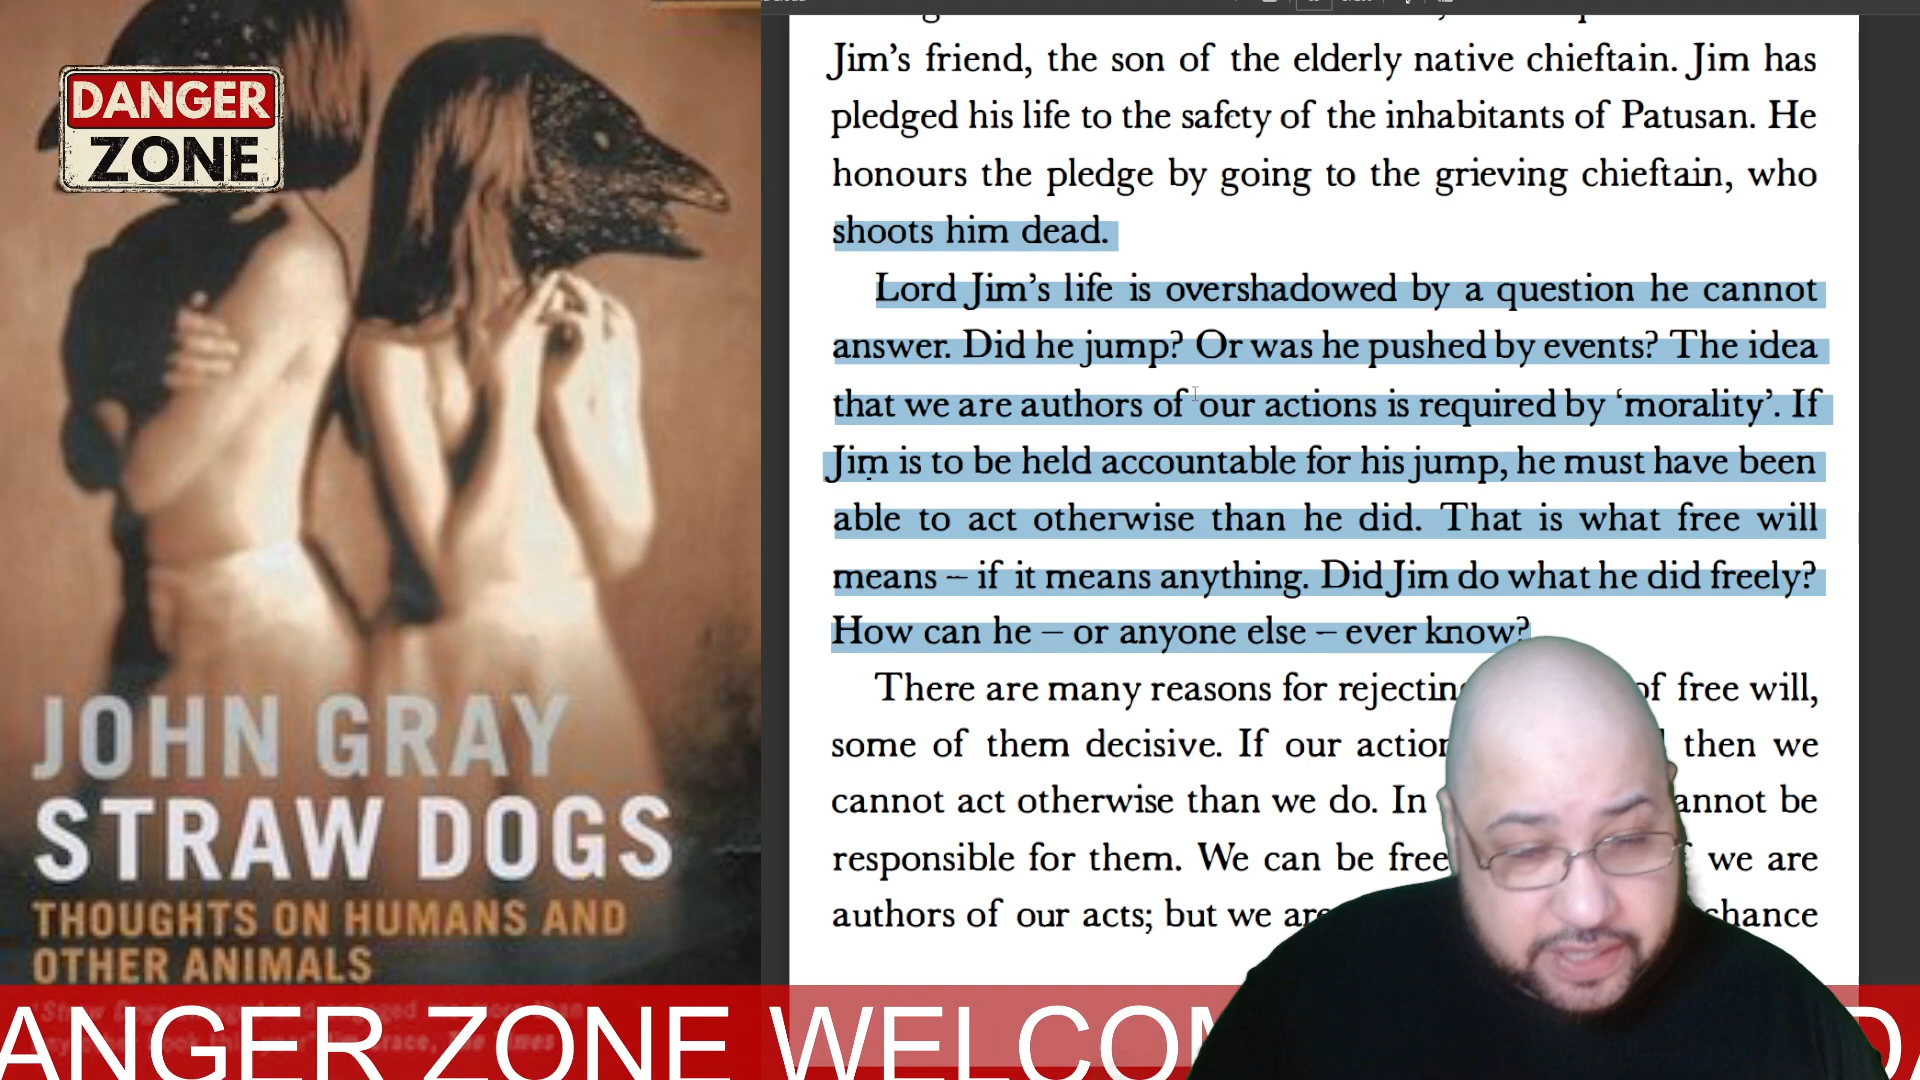 DANGER
ZONE
JOHN GRAY
STRAW DOGS
THOUGHTS ON HUMANS AND
OTHER ANIMALS
Jim’s friend, the son of the elderly native chieftain. Jim has
pledged his life to the safety of the inhabitants of Patusan. He
honours the pledge by going to the grieving chieftain, who
shoots him dead.
Lord Jim’s life is overshadowed by a question he cannot
answer. Did he jump? Or was he pushed by events? The idea
that we are authors of our actions is required by ‘morality’. If
Jim is to be held accountable for his jump, he must have been
able to act otherwise than he did. That is what free will
means – if it means anything. Did Jim do what he did freely?
How can he – or anyone else – ever know?
There are many reasons for rejecting of free will,
some of them decisive. If our action then we
cannot act otherwise than we do. In cannot be
responsible for them. We can be free we are
authors of our acts; but we are chance
ANGER ZONE WELCOM DA